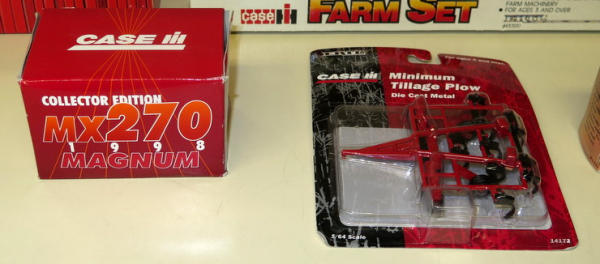 CASE IH
FARM SET
FARM MACHINERY
• FOR AGES 3 AND OVER
CASE IH
COLLECTOR EDITION
MX270
1998
MAGNUM
ERTL
CASE IH
Minimum
Tillage Plow
Die Cast Metal
1/64 Scale
14173